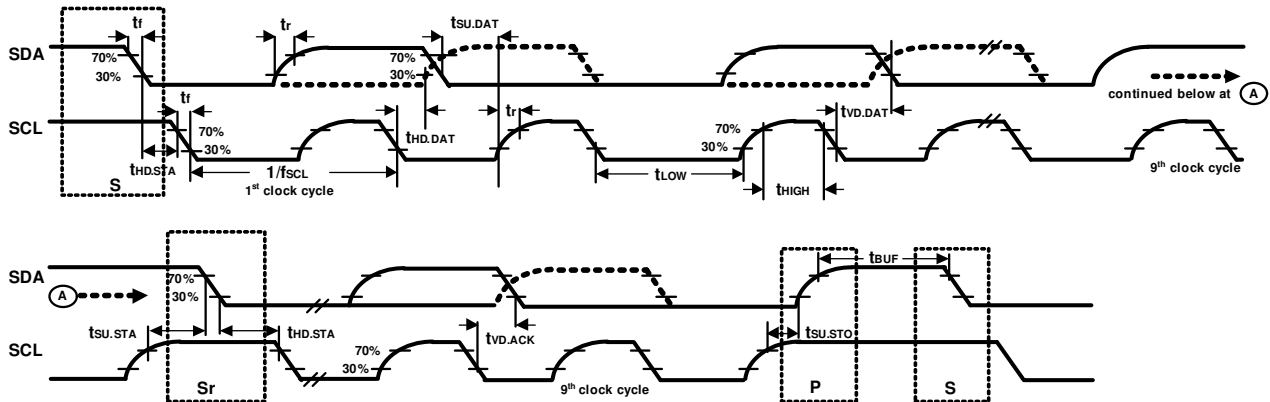 tf tr tSU.DAT
SDA 70% 30% 70% 30%
continued below at A
tf tHD.DAT tr tVD.DAT
SCL 70% 30% 70% 30%
tHD.STA 1/fSCL tLOW tHIGH
S 1st clock cycle 9th clock cycle
tBUF
SDA 70% 30%
A
tSU.STA tHD.STA tVD.ACK tSU.STO
SCL 70% 30%
Sr 9th clock cycle P S